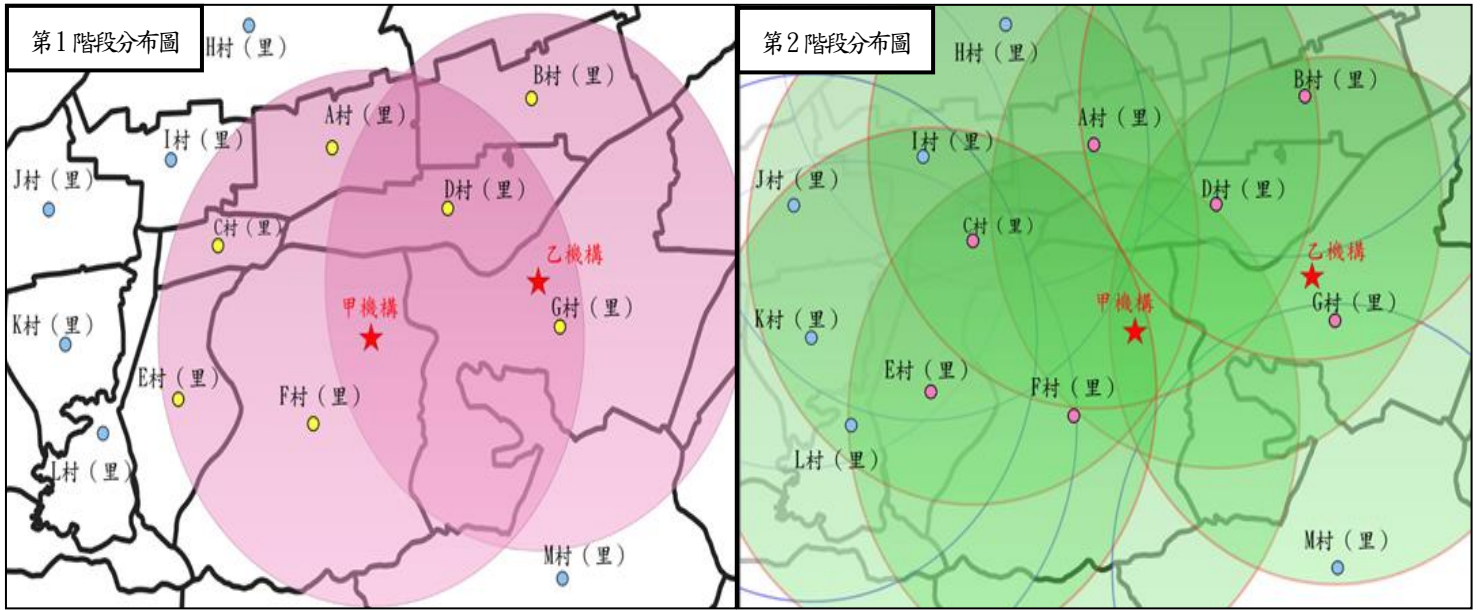 第1階段分布圖
H村（里）
B村（里）
A村（里）
I村（里）
J村（里）
D村（里）
C村（里）
乙機構
甲機構
G村（里）
K村（里）
E村（里）
F村（里）
L村（里）
M村（里）
第2階段分布圖
H村（里）
B村（里）
A村（里）
I村（里）
J村（里）
D村（里）
C村（里）
乙機構
甲機構
G村（里）
K村（里）
E村（里）
F村（里）
L村（里）
M村（里）